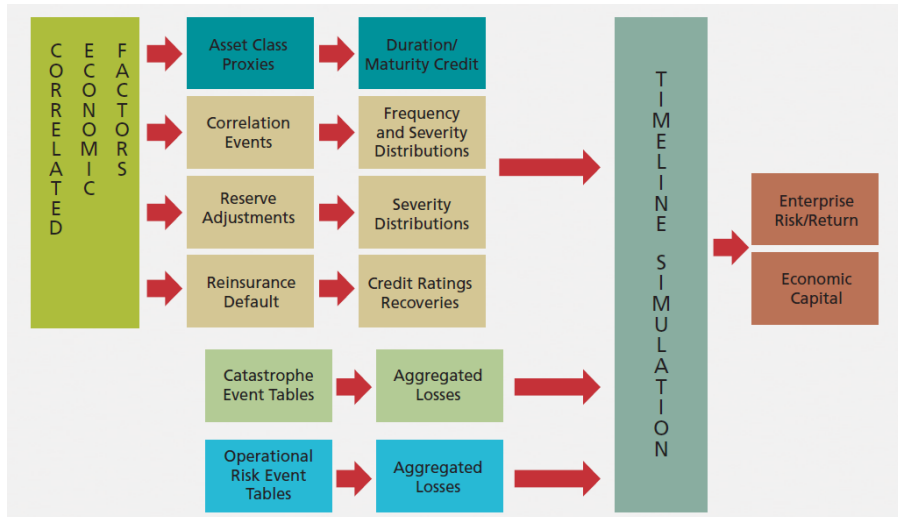 CORRELATED
ECONOMIC
FACTORS
Asset Class
Proxies
Duration/
Maturity Credit
Correlation
Events
Frequency
and Severity
Distributions
Reserve
Adjustments
Severity
Distributions
Reinsurance
Default
Credit Ratings
Recoveries
Catastrophe
Event Tables
Aggregated
Losses
Operational
Risk Event
Tables
Aggregated
Losses
TIMELINE SIMULATION
Enterprise
Risk/Return
Economic
Capital